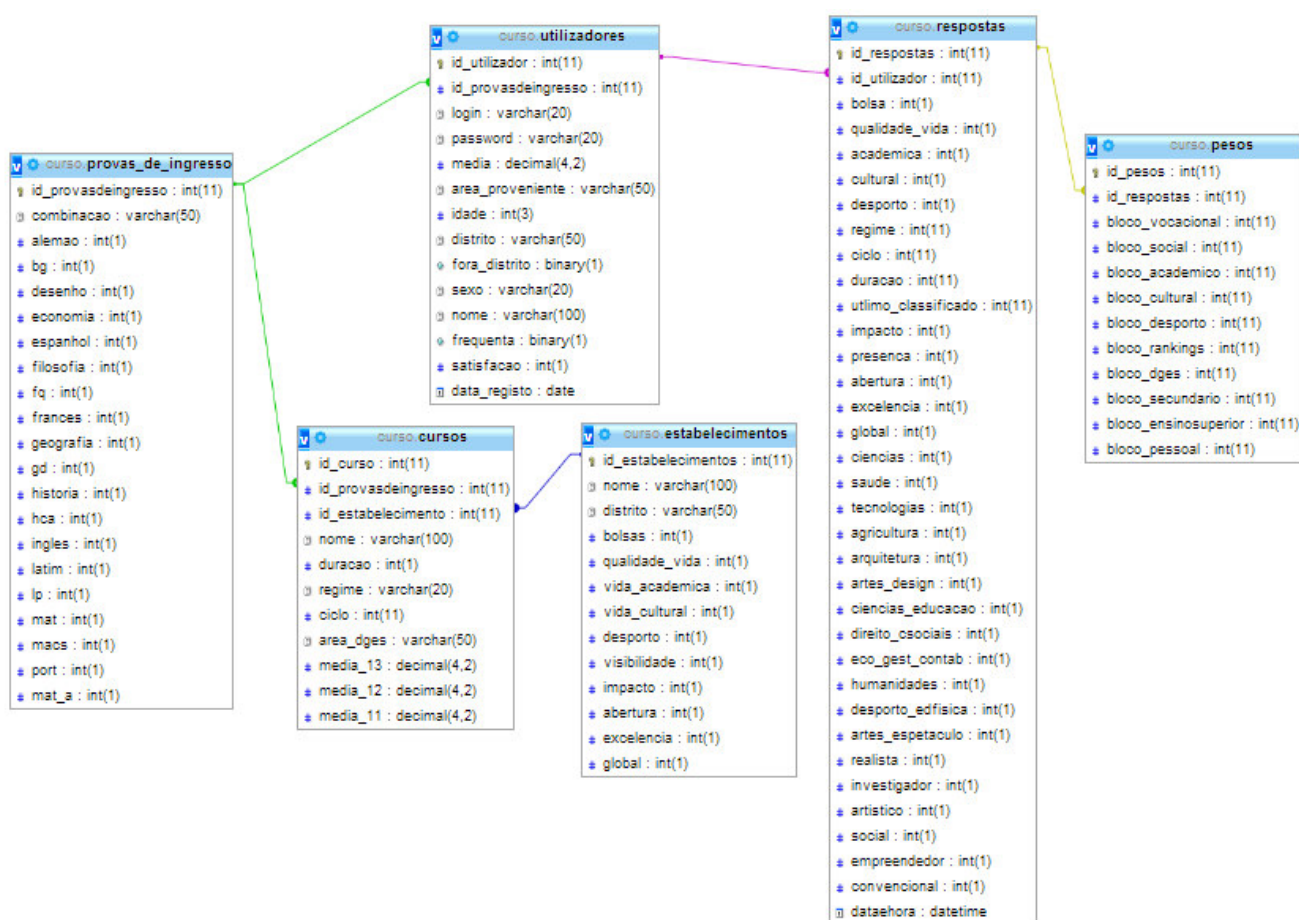 curso.provas_de_ingresso
id_provasdeingresso : int(11)
combinacao : varchar(50)
alemao : int(1)
bg : int(1)
desenho : int(1)
economia : int(1)
espanhol : int(1)
filosofia : int(1)
fq : int(1)
frances : int(1)
geografia : int(1)
gd : int(1)
historia : int(1)
hca : int(1)
ingles : int(1)
latim : int(1)
lp : int(1)
mat : int(1)
macs : int(1)
port : int(1)
mat_a : int(1)
curso.utilizadores
id_utilizador : int(11)
id_provasdeingresso : int(11)
login : varchar(20)
password : varchar(20)
media : decimal(4,2)
area_proveniente : varchar(50)
idade : int(3)
distrito : varchar(50)
fora_distrito : binary(1)
sexo : varchar(20)
nome : varchar(100)
frequenta : binary(1)
satisfacao : int(1)
data_registo : date
curso.cursos
id_curso : int(11)
id_provasdeingresso : int(11)
id_estabelecimento : int(11)
nome : varchar(100)
duracao : int(1)
regime : varchar(20)
ciclo : int(11)
area_dges : varchar(50)
media_13 : decimal(4,2)
media_12 : decimal(4,2)
media_11 : decimal(4,2)
curso.estabelecimentos
id_estabelecimentos : int(11)
nome : varchar(100)
distrito : varchar(50)
bolsas : int(1)
qualidade_vida : int(1)
vida_academica : int(1)
vida_cultural : int(1)
desporto : int(1)
visibilidade : int(1)
impacto : int(1)
abertura : int(1)
excelencia : int(1)
global : int(1)
curso.respostas
id_respostas : int(11)
id_utilizador : int(11)
bolsa : int(1)
qualidade_vida : int(1)
academica : int(1)
cultural : int(1)
desporto : int(1)
regime : int(11)
ciclo : int(11)
duracao : int(11)
utlimo_classificado : int(11)
impacto : int(1)
presenca : int(1)
abertura : int(1)
excelencia : int(1)
global : int(1)
ciencias : int(1)
saude : int(1)
tecnologias : int(1)
agricultura : int(1)
arquitetura : int(1)
artes_design : int(1)
ciencias_educacao : int(1)
direito_csociais : int(1)
eco_gest_contab : int(1)
humanidades : int(1)
desporto_edfisica : int(1)
artes_espetaculo : int(1)
realista : int(1)
investigador : int(1)
artistico : int(1)
social : int(1)
empreendedor : int(1)
convencional : int(1)
dataehora : datetime
curso.pesos
id_pesos : int(11)
id_respostas : int(11)
bloco_vocacional : int(11)
bloco_social : int(11)
bloco_academico : int(11)
bloco_cultural : int(11)
bloco_desporto : int(11)
bloco_rankings : int(11)
bloco_dges : int(11)
bloco_secundario : int(11)
bloco_ensinosuperior : int(11)
bloco_pessoal : int(11)